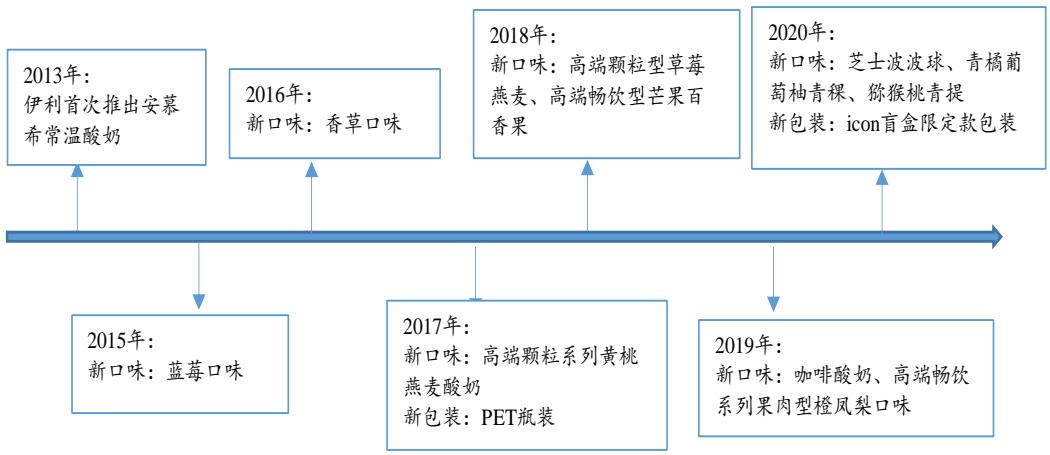 2013年：
伊利首次推出安慕
希常温酸奶
2016年：
新口味：香草口味
2018年：
新口味：高端颗粒型草莓
燕麦、高端畅饮型芒果百
香果
2020年：
新口味：芝士波波球、青橘葡
萄柚青稞、猕猴桃青提
新包装：icon盲盒限定款包装
2015年：
新口味：蓝莓口味
2017年：
新口味：高端颗粒系列黄桃
燕麦酸奶
新包装：PET瓶装
2019年：
新口味：咖啡酸奶、高端畅饮
系列果肉型橙凤梨口味